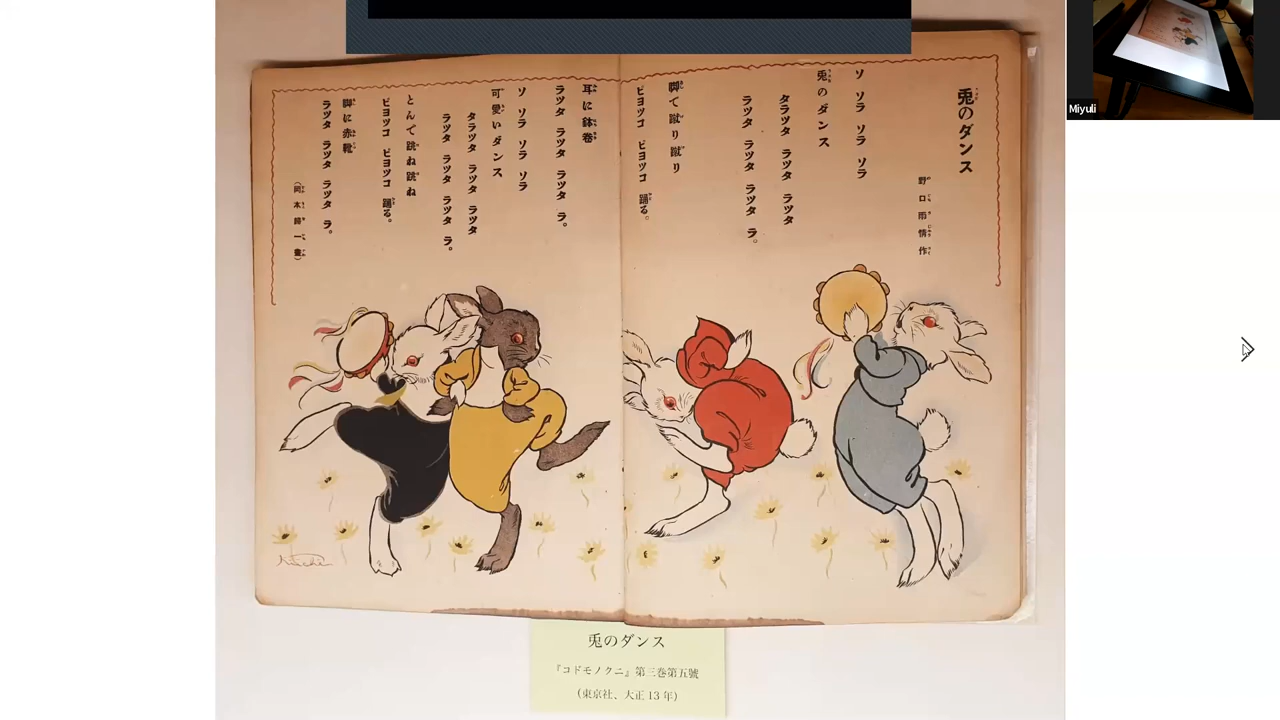 兎のダンス
野口雨情作
ソ ソラ ソラ ソラ
兎のダンス
タラツタ ラツタ ラツタ
ラツタ ラツタ ラツタ ラ。
脚で蹴り蹴り
ピヨツコ ピヨツコ 踊る。
耳に鉢巻
ラツタ ラツタ ラツタ ラ。
ソ ソラ ソラ ソラ
可愛いダンス
タラツタ ラツタ ラツタ
ラツタ ラツタ ラツタ ラ。
とんで跳ね跳ね
ピヨツコ ピヨツコ 踊る。
脚に赤靴
ラツタ ラツタ ラツタ ラ。
(岡本歸一畫)
兎のダンス
『コドモノクニ』第三巻第五號
(東京社、大正13年)
Miyuli